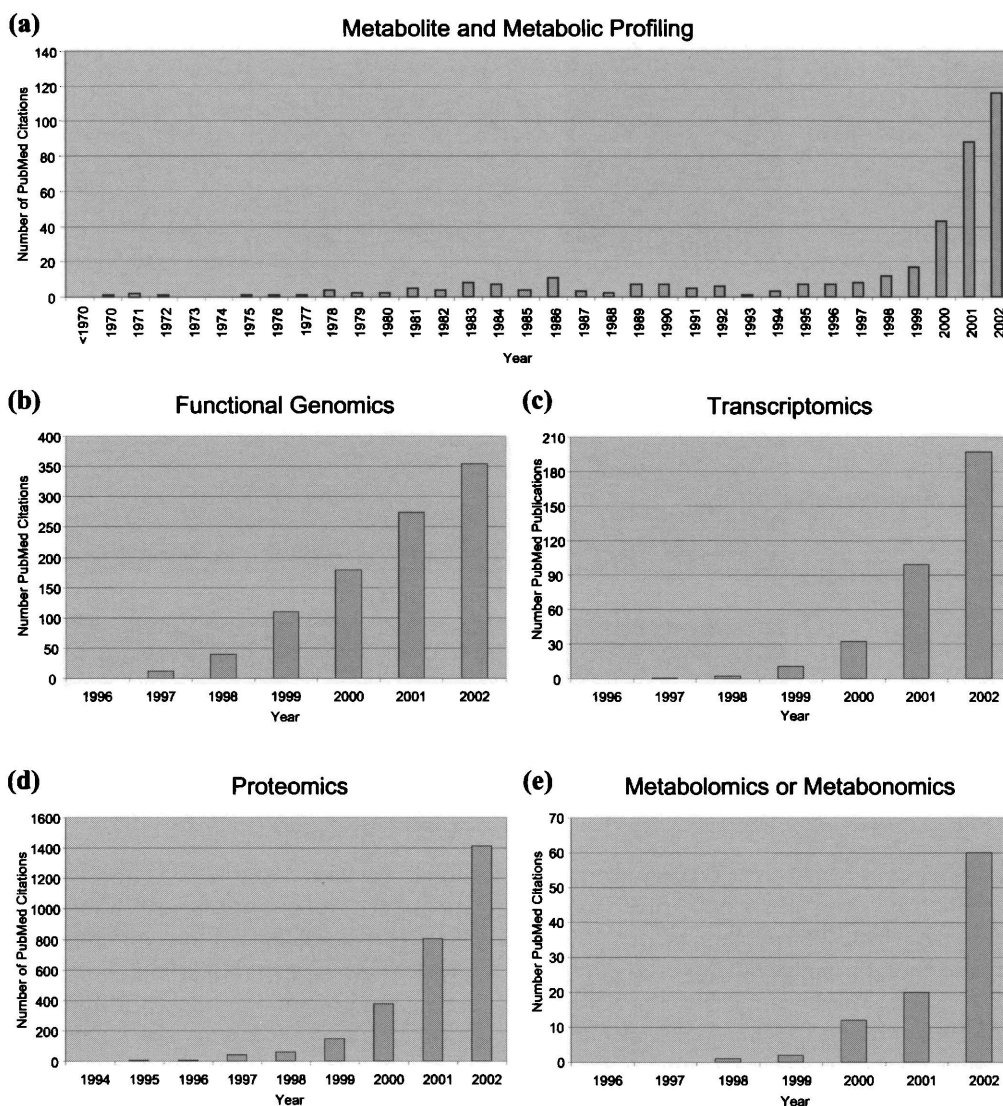 (a)
Metabolite and Metabolic Profiling
Number of PubMed Citations
140
120
100
80
60
40
20
0
<1970 1970 1971 1972 1973 1974 1975 1976 1977 1978 1979 1980 1981 1982 1983 1984 1985 1986 1987 1988 1989 1990 1991 1992 1993 1994 1995 1996 1997 1998 1999 2000 2001 2002
Year
(b)
Functional Genomics
Number PubMed Citations
400
350
300
250
200
150
100
50
0
1996 1997 1998 1999 2000 2001 2002
Year
(c)
Transcriptomics
Number PubMed Publications
210
180
150
120
90
60
30
0
1996 1997 1998 1999 2000 2001 2002
Year
(d)
Proteomics
Number of PubMed Citations
1600
1400
1200
1000
800
600
400
200
0
1994 1995 1996 1997 1998 1999 2000 2001 2002
Year
(e)
Metabolomics or Metabonomics
Number PubMed Citations
70
60
50
40
30
20
10
0
1996 1997 1998 1999 2000 2001 2002
Year